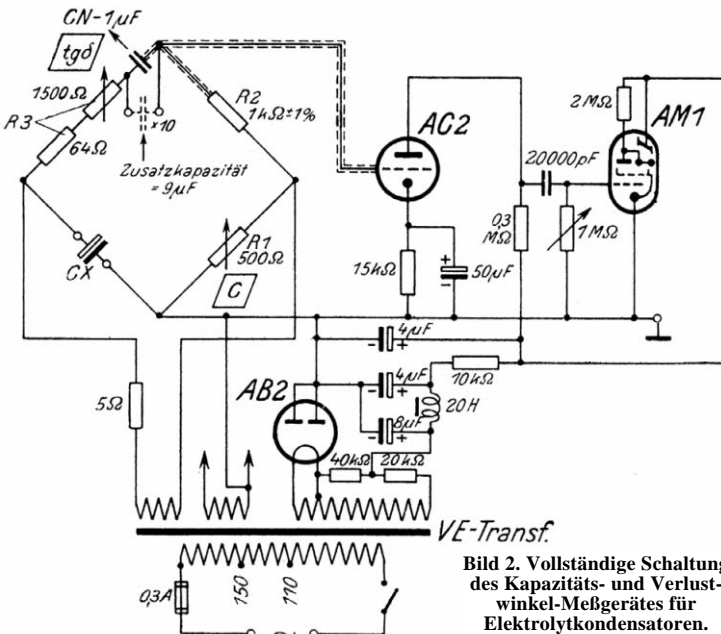 CN-1µF
tgδ
1500Ω
R3
64Ω
x10
Zusatzkapazität
= 9µF
R2
1kΩ±1%
AC2
2MΩ
AM1
20000pF
0,3
MΩ
1MΩ
CX
R1
500Ω
C
15kΩ
+
-
50µF
4µF
- +
5Ω
AB2
4µF
- +
10kΩ
20H
8µF
- +
40kΩ
20kΩ
VE-Transf.
0,3A
150
110
Bild 2. Vollständige Schaltung
des Kapazitäts- und Verlust-
winkel-Meßgerätes für
Elektrolytkondensatoren.